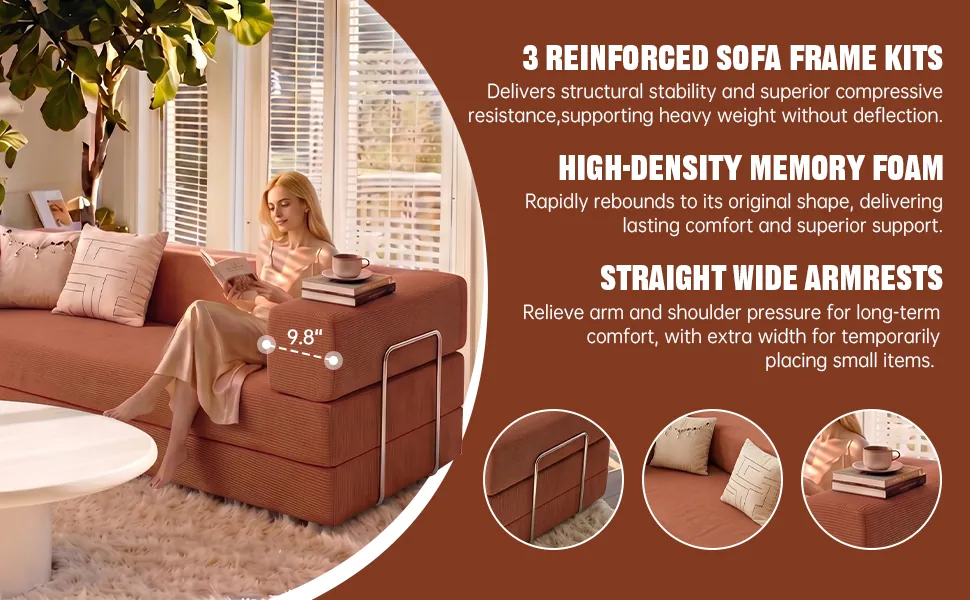 3 REINFORCED SOFA FRAME KITS
Delivers structural stability and superior compressive
resistance,supporting heavy weight without deflection.
HIGH-DENSITY MEMORY FOAM
Rapidly rebounds to its original shape, delivering
lasting comfort and superior support.
STRAIGHT WIDE ARMRESTS
Relieve arm and shoulder pressure for long-term
comfort, with extra width for temporarily
placing small items.
9.8"